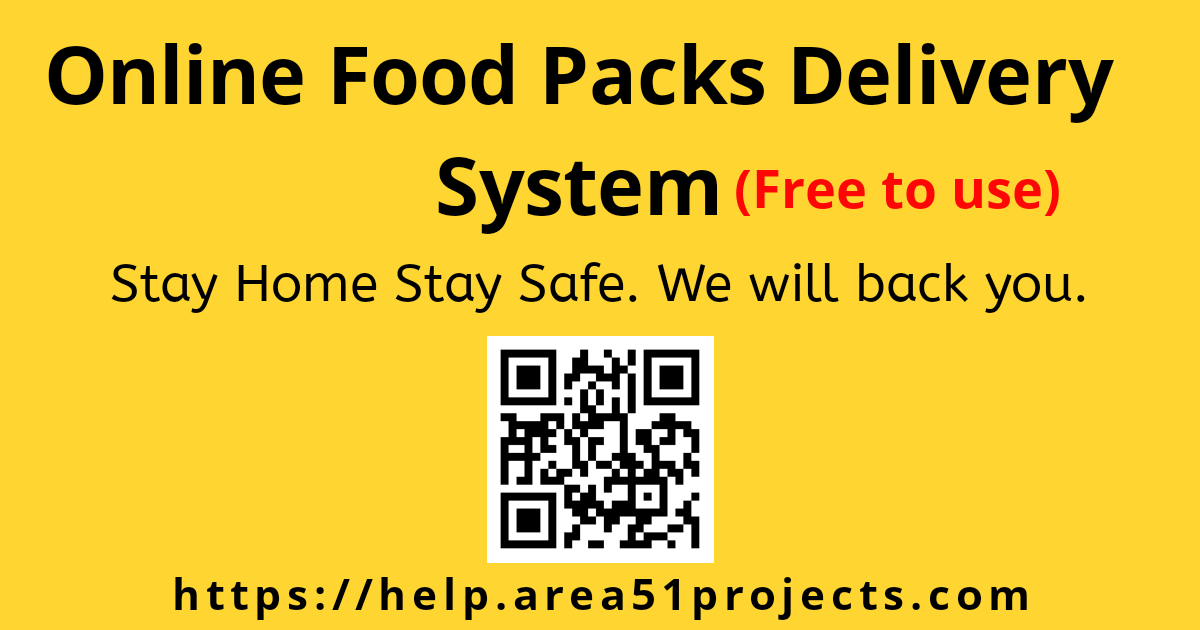 Online Food Packs Delivery
System (Free to use)
Stay Home Stay Safe. We will back you.
https://help.area51projects.com